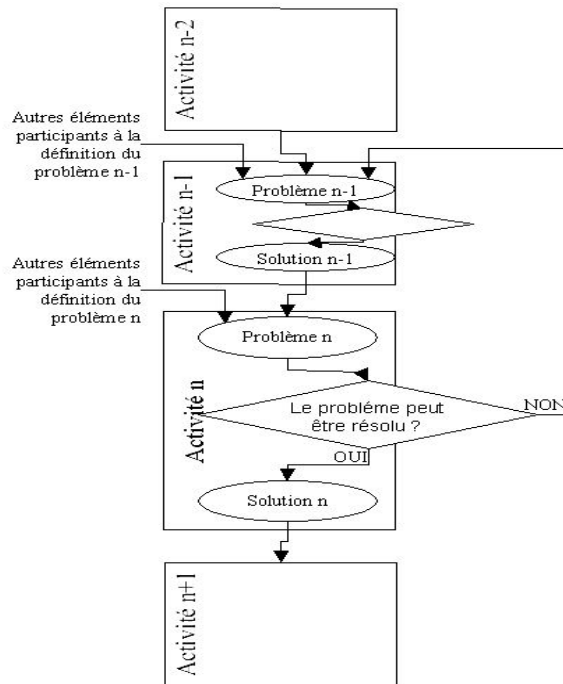 Activité n-2
Autres éléments
participants à la
définition du
problème n-1
Activité n-1
Problème n-1
Solution n-1
Autres éléments
participants à la
définition du
problème n
Activité n
Problème n
Le probléme peut
être résolu ?
NON
OUI
Solution n
Activité n+1